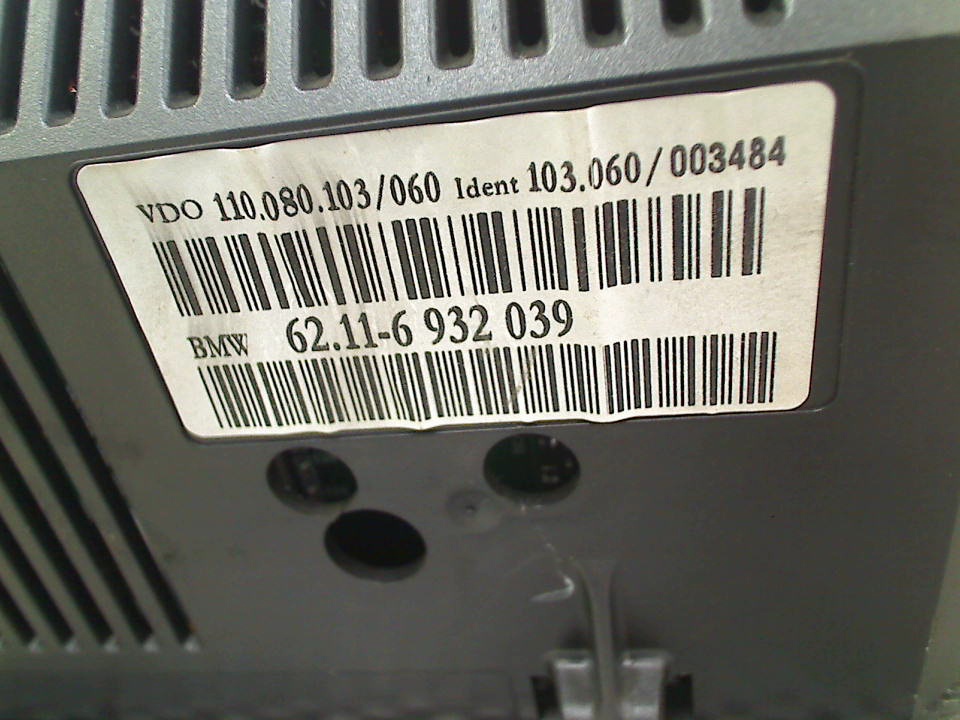 VDO 110.080.103/060 Ident 103.060/003484
BMW 62.11-6 932 039